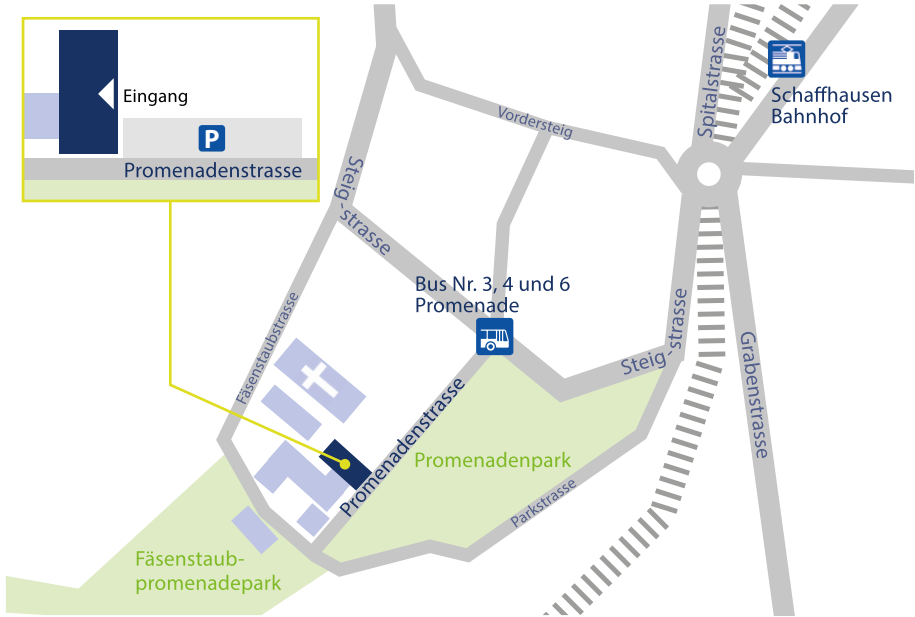 Eingang
P
Promenadenstrasse
Steig-
strasse
Vordersteig
Spitalstrasse
Schaffhausen
Bahnhof
Bus Nr. 3, 4 und 6
Promenade
Fäsenstaubstrasse
Steig-
strasse
Grabenstrasse
Promenadenstrasse
Promenadenpark
Parkstrasse
Fäsenstaub-
promenadepark